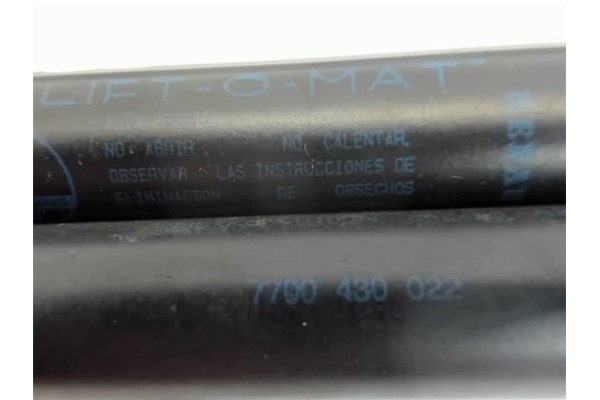 LIFT-O-MAT
NO ABRIR NO CALENTAR.
OBSERVAR LAS INSTRUCCIONES DE
ELIMINACION DE DESECHOS
7700 430 022